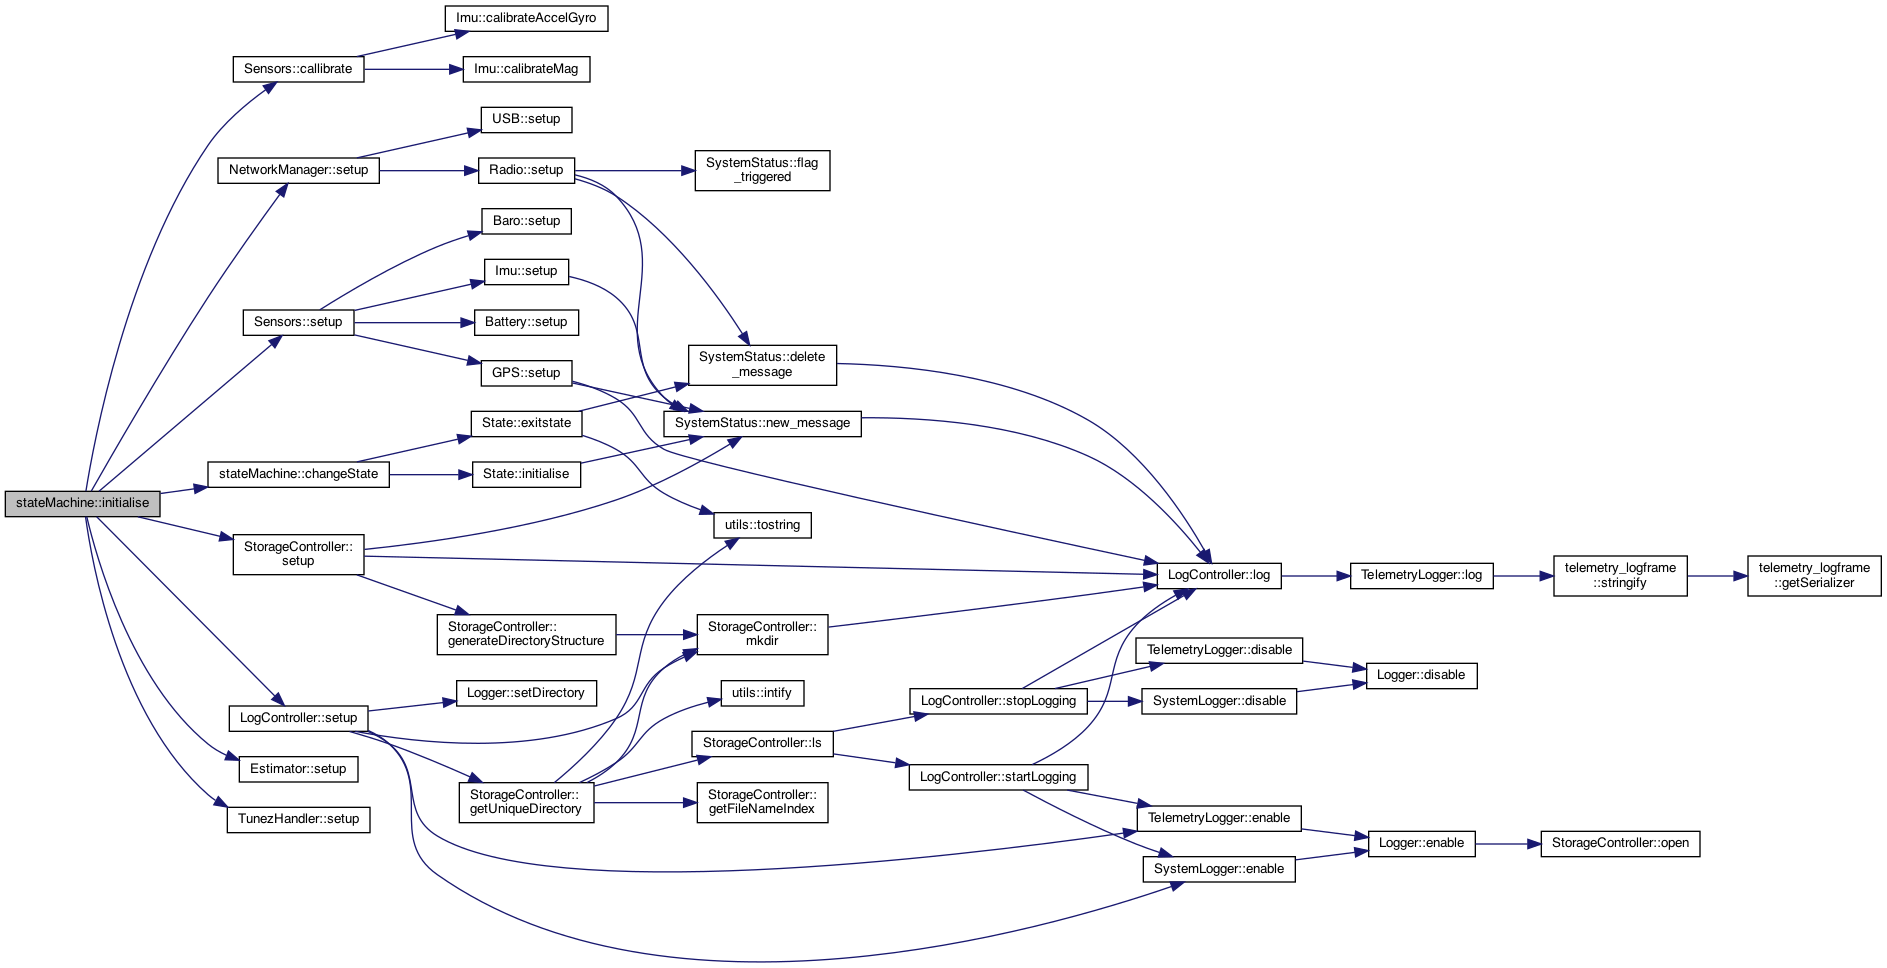 Imu::calibrateAccelGyro
Sensors::callibrate
Imu::calibrateMag
USB::setup
NetworkManager::setup
Radio::setup
SystemStatus::flag
_triggered
Baro::setup
Imu::setup
Sensors::setup
Battery::setup
GPS::setup
SystemStatus::delete
_message
State::exitstate
SystemStatus::new_message
stateMachine::changeState
State::initialise
stateMachine::initialise
utils::tostring
StorageController::
setup
LogController::log
TelemetryLogger::log
telemetry_logframe
::stringify
telemetry_logframe
::getSerializer
StorageController::
generateDirectoryStructure
StorageController::
mkdir
TelemetryLogger::disable
Logger::disable
Logger::setDirectory
utils::intify
LogController::stopLogging
SystemLogger::disable
LogController::setup
StorageController::ls
Estimator::setup
LogController::startLogging
StorageController::
getUniqueDirectory
StorageController::
getFileNameIndex
TunezHandler::setup
TelemetryLogger::enable
Logger::enable
StorageController::open
SystemLogger::enable